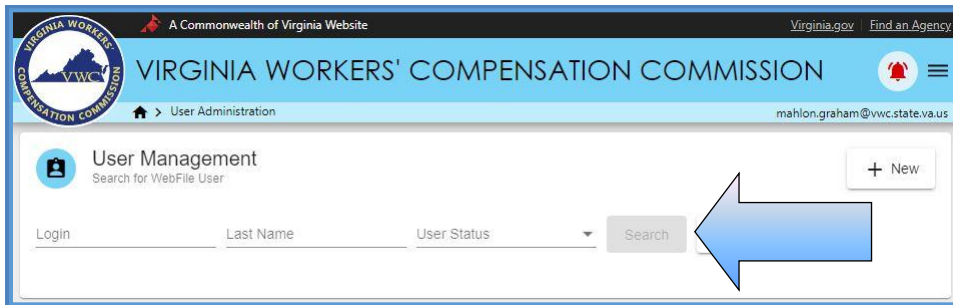 A Commonwealth of Virginia Website
Virginia.gov | Find an Agency
VIRGINIA WORKERS' COMPENSATION COMMISSION
VWC
VIRGINIA WORKERS' COMPENSATION COMMISSION
> User Administration
mahlon.graham@vwc.state.va.us
User Management
Search for WebFile User
+ New
Login
Last Name
User Status
Search